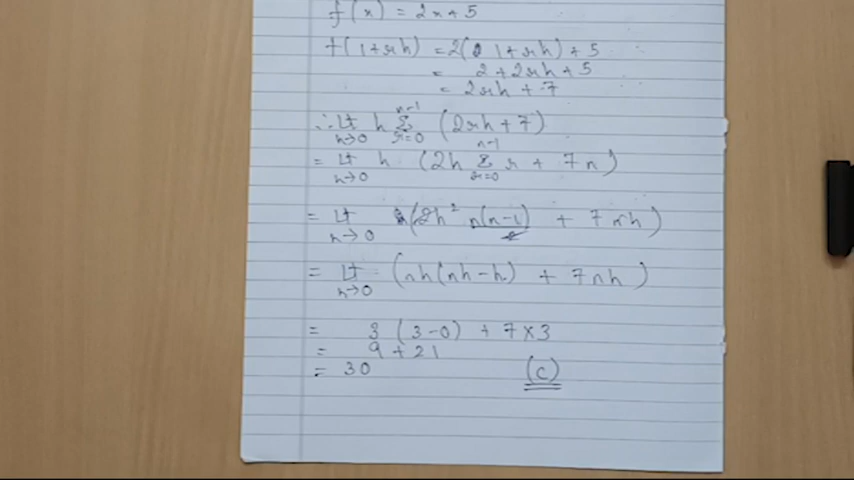 f(x) = 2x+5
f(1+rh) = 2(1+rh)+5
= 2+2rh+5
= 2rh+7
∴ Lt h→0 h Σ r=0 n-1 (2rh+7)
= Lt h→0 h (2h Σ r=0 n-1 r + 7n)
= Lt h→0 (2h² n(n-1)/2 + 7nh)
= Lt h→0 (nh(nh-h) + 7nh)
= 3 (3-0) + 7×3
= 9+21
= 30 (c)